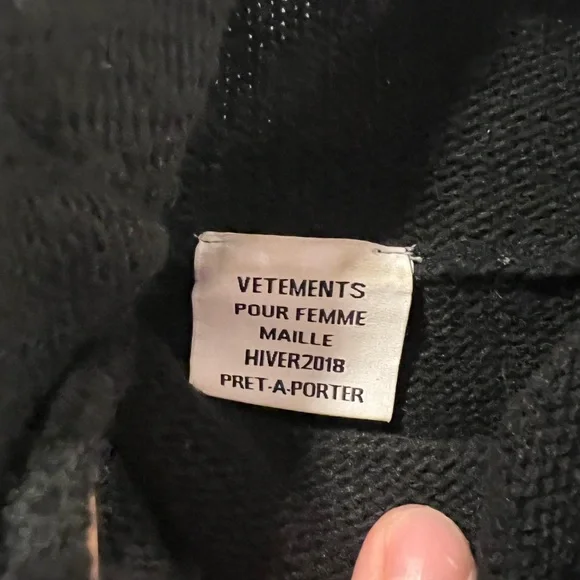 VETEMENTS
POUR FEMME
MAILLE
HIVER2018
PRET-A-PORTER